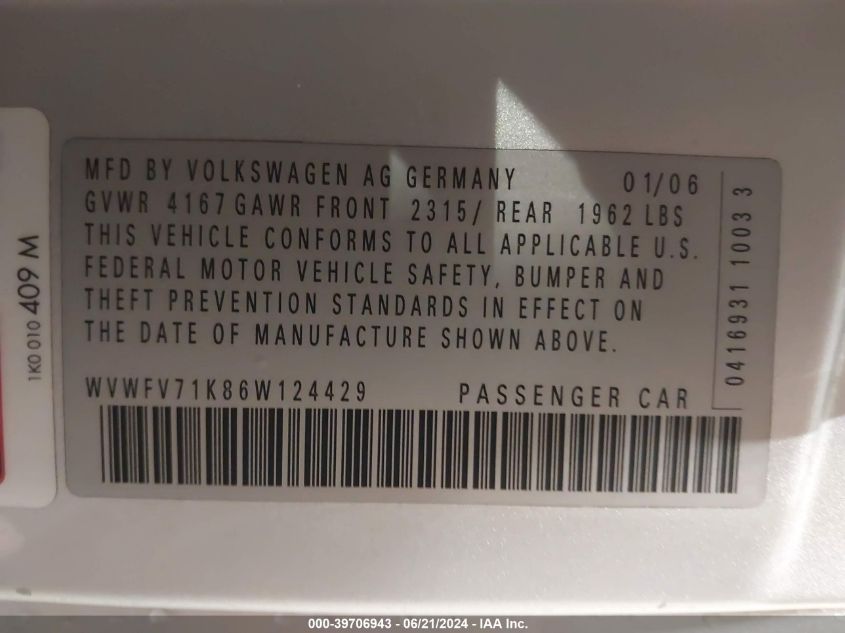 MFD BY VOLKSWAGEN AG GERMANY 01/06
GVWR 4167 GAWR FRONT 2315/ REAR 1962 LBS
THIS VEHICLE CONFORMS TO ALL APPLICABLE U.S.
FEDERAL MOTOR VEHICLE SAFETY, BUMPER AND
THEFT PREVENTION STANDARDS IN EFFECT ON
THE DATE OF MANUFACTURE SHOWN ABOVE.
WVWFV71K86W124429 PASSENGER CAR
0416931 1003 3
1K0 010 409 M
000-39706943 - 06/21/2024 - IAA Inc.